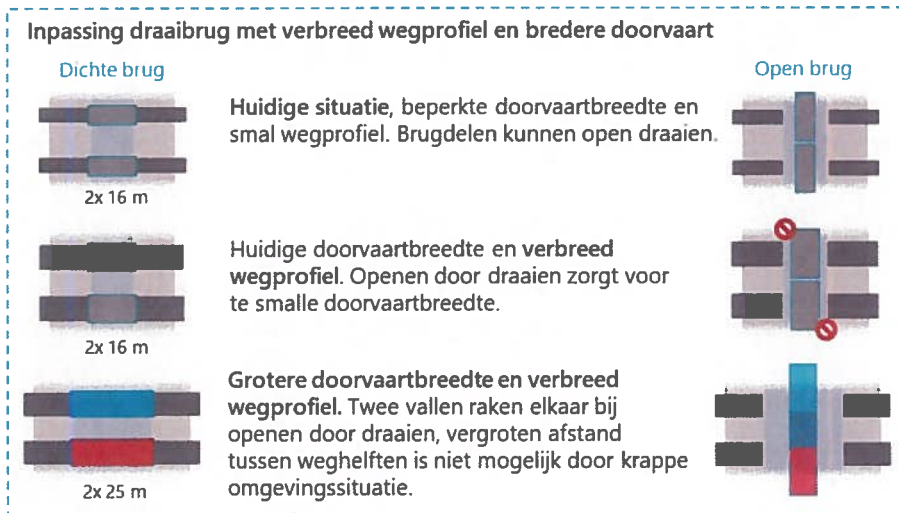 Inpassing draaibrug met verbreed wegprofiel en bredere doorvaart
Dichte brug
Open brug
Huidige situatie, beperkte doorvaartbreedte en
smal wegprofiel. Brugdelen kunnen open draaien.
2x 16 m
Huidige doorvaartbreedte en verbreed
wegprofiel. Openen door draaien zorgt voor
te smalle doorvaartbreedte.
2x 16 m
Grotere doorvaartbreedte en verbreed
wegprofiel. Twee vallen raken elkaar bij
openen door draaien, vergroten afstand
tussen weghelften is niet mogelijk door krappe
omgevingssituatie.
2x 25 m